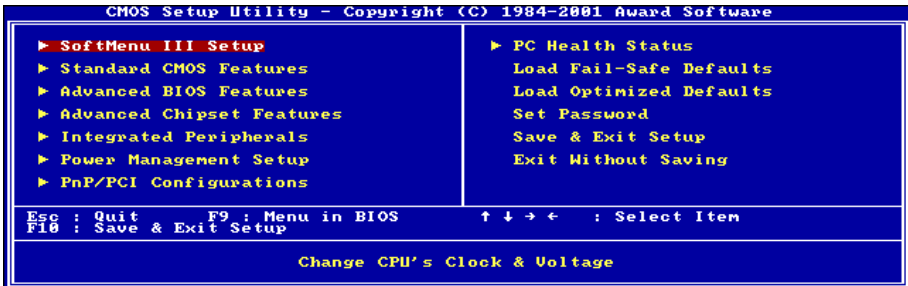 CMOS Setup Utility - Copyright (C) 1984-2001 Award Software
► SoftMenu III Setup
► Standard CMOS Features
► Advanced BIOS Features
► Advanced Chipset Features
► Integrated Peripherals
► Power Management Setup
► PnP/PCI Configurations
► PC Health Status
Load Fail-Safe Defaults
Load Optimized Defaults
Set Password
Save & Exit Setup
Exit Without Saving
Esc : Quit F9 : Menu in BIOS ↑ ↓ → ← : Select Item
F10 : Save & Exit Setup
Change CPU's Clock & Voltage